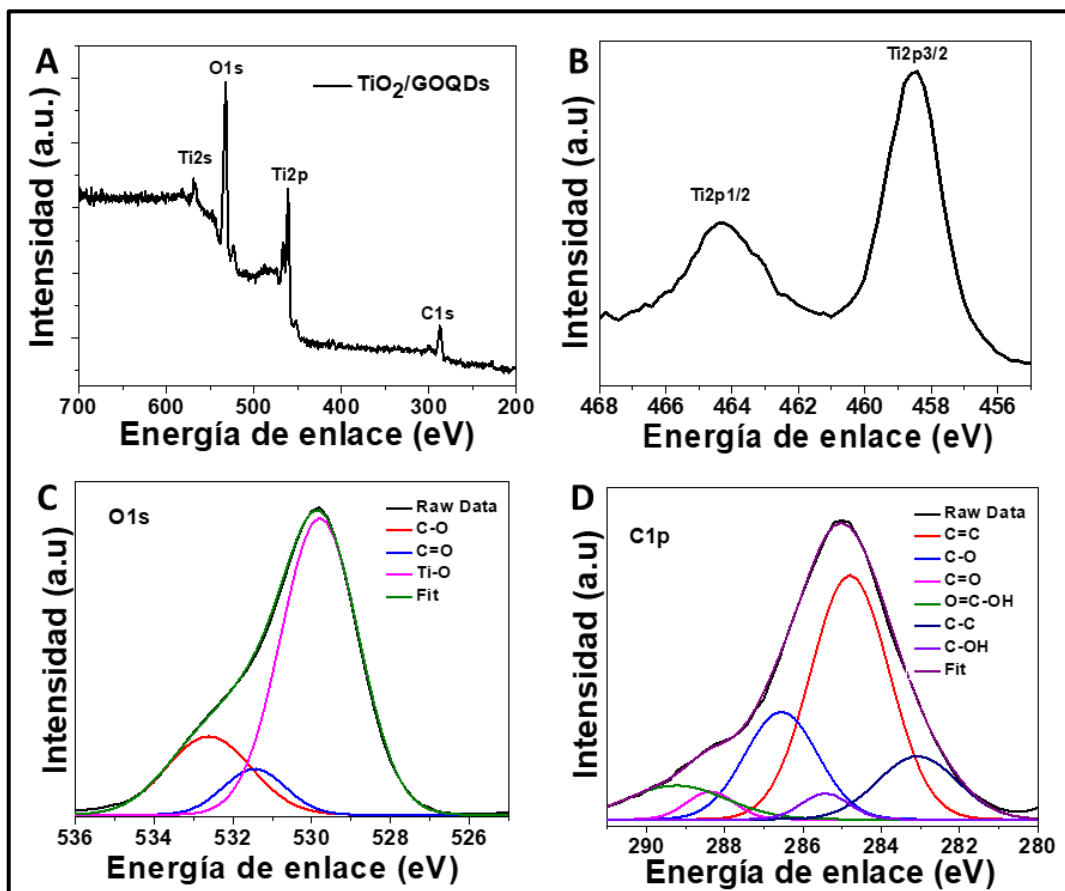 A
O1s
TiO2/GOQDs
Ti2s
Ti2p
C1s
Intensidad (a.u.)
700 600 500 400 300 200
Energía de enlace (eV)
B
Ti2p3/2
Ti2p1/2
Intensidad (a.u)
468 466 464 462 460 458 456
Energía de enlace (eV)
C
O1s
Raw Data
C-O
C=O
Ti-O
Fit
Intensidad (a.u)
536 534 532 530 528 526
Energía de enlace (eV)
D
C1p
Raw Data
C=C
C-O
C=O
O=C-OH
C-C
C-OH
Fit
Intensidad (a.u)
290 288 286 284 282 280
Energía de enlace (eV)